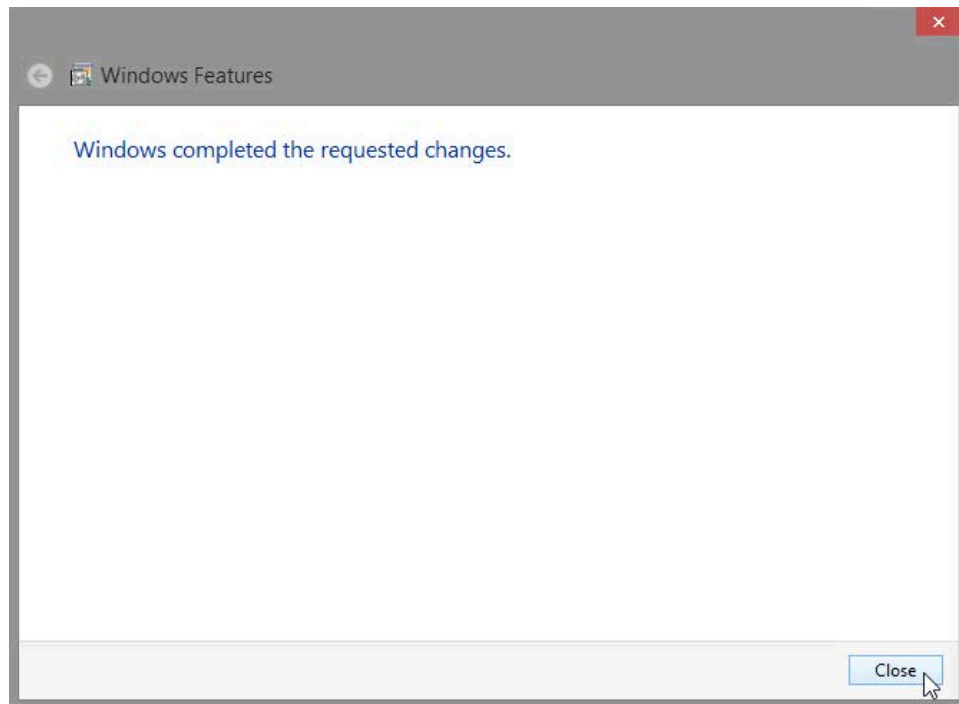 Windows Features
Windows completed the requested changes.
Close